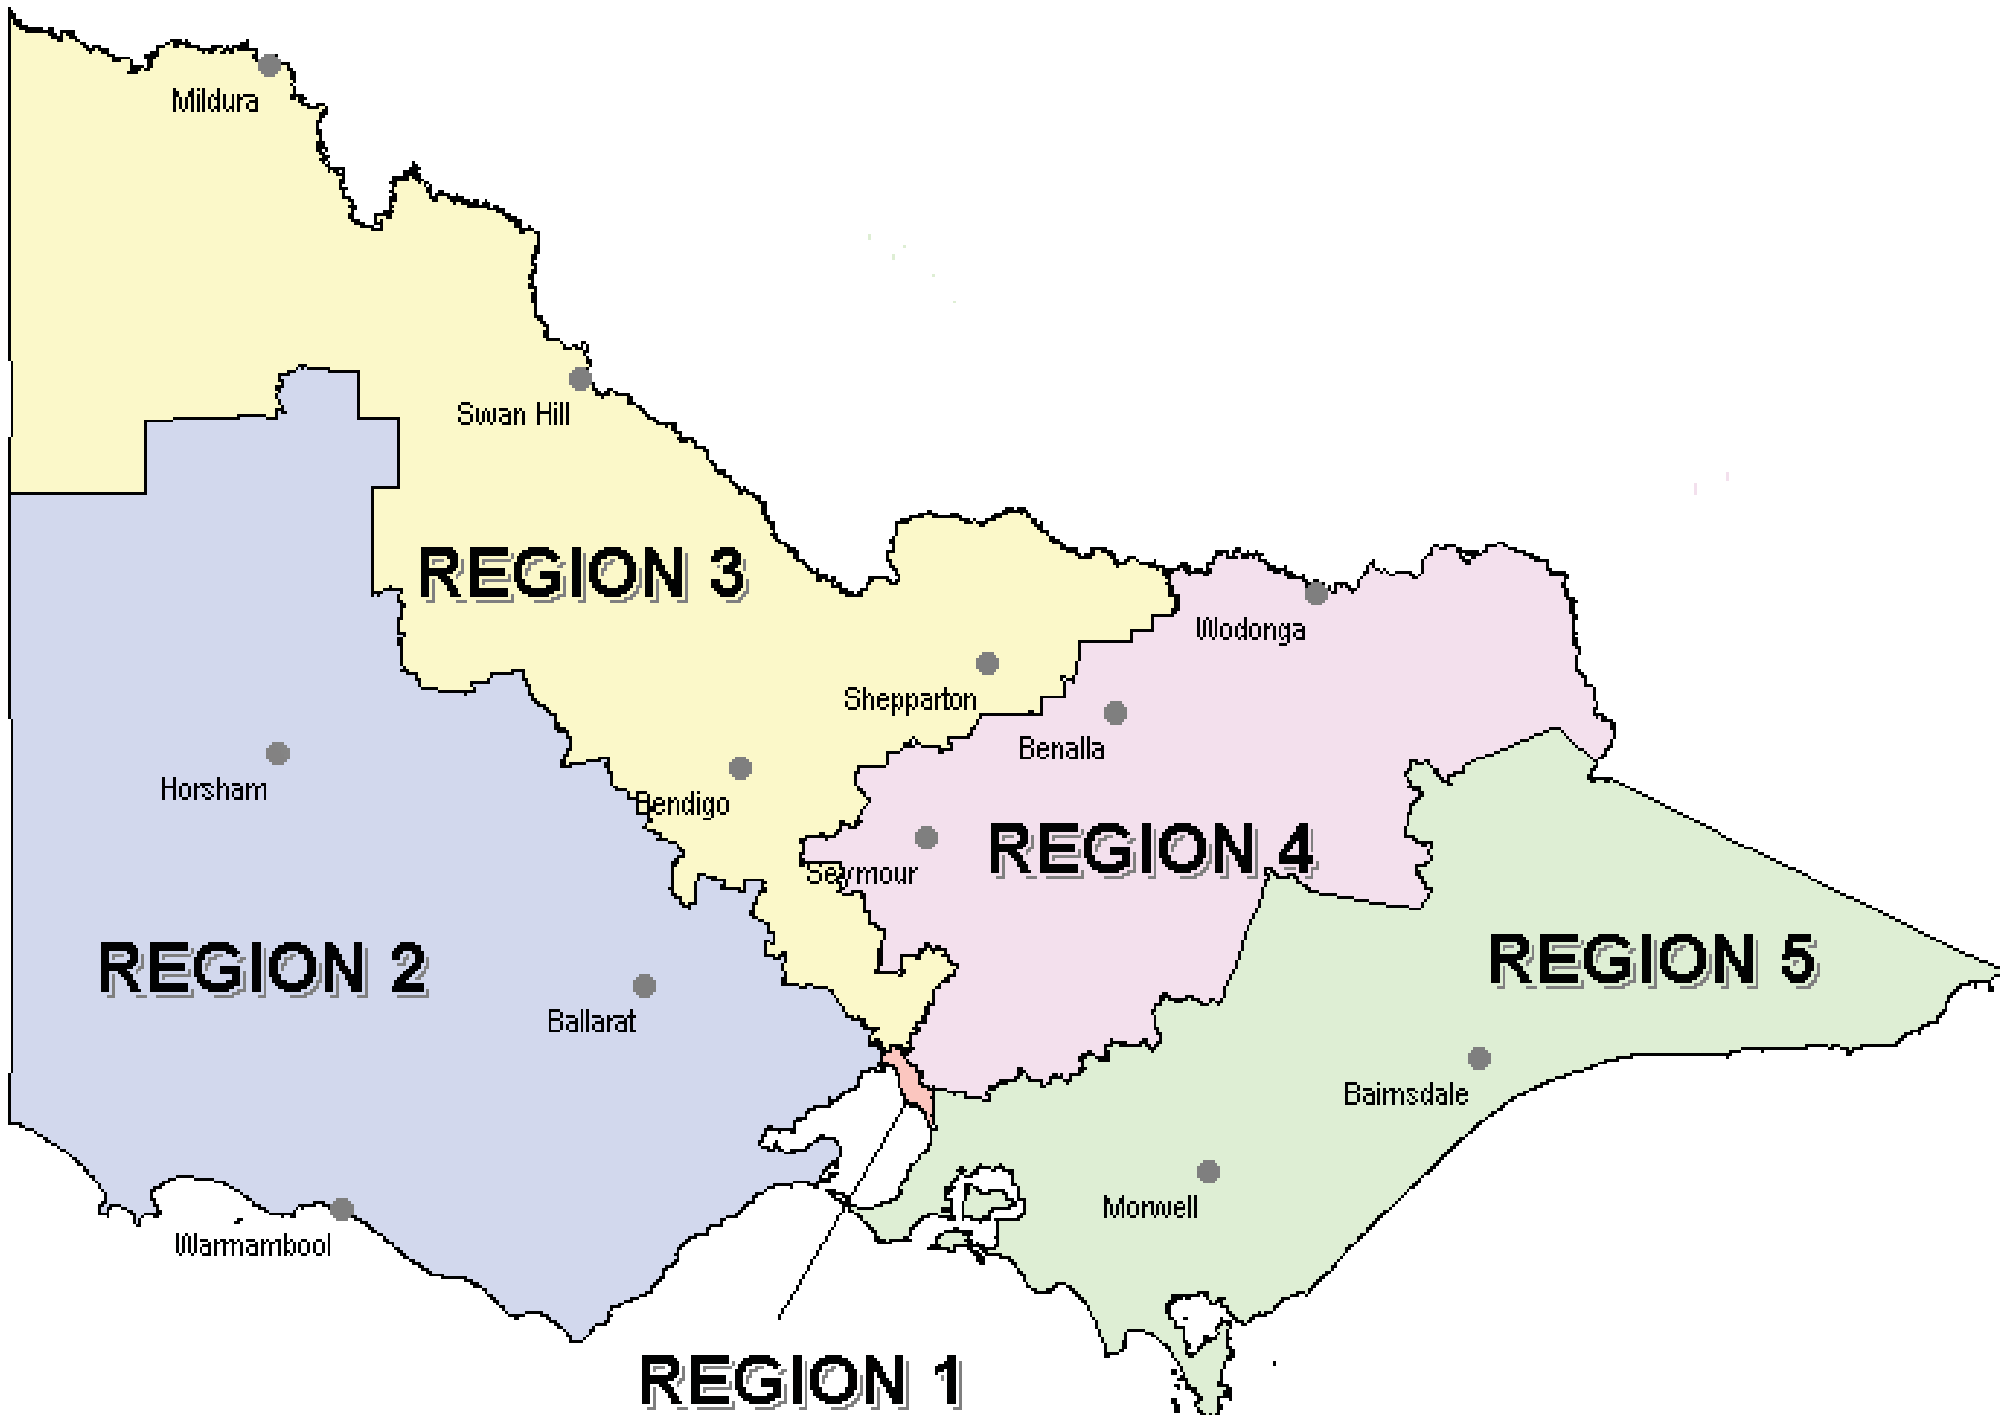 Mildura
Swan Hill
REGION 3
Wodonga
Shepparton
Benalla
Horsham
Bendigo
REGION 4
Seymour
REGION 2
REGION 5
Ballarat
Bairnsdale
Morwell
Warrnambool
REGION 1